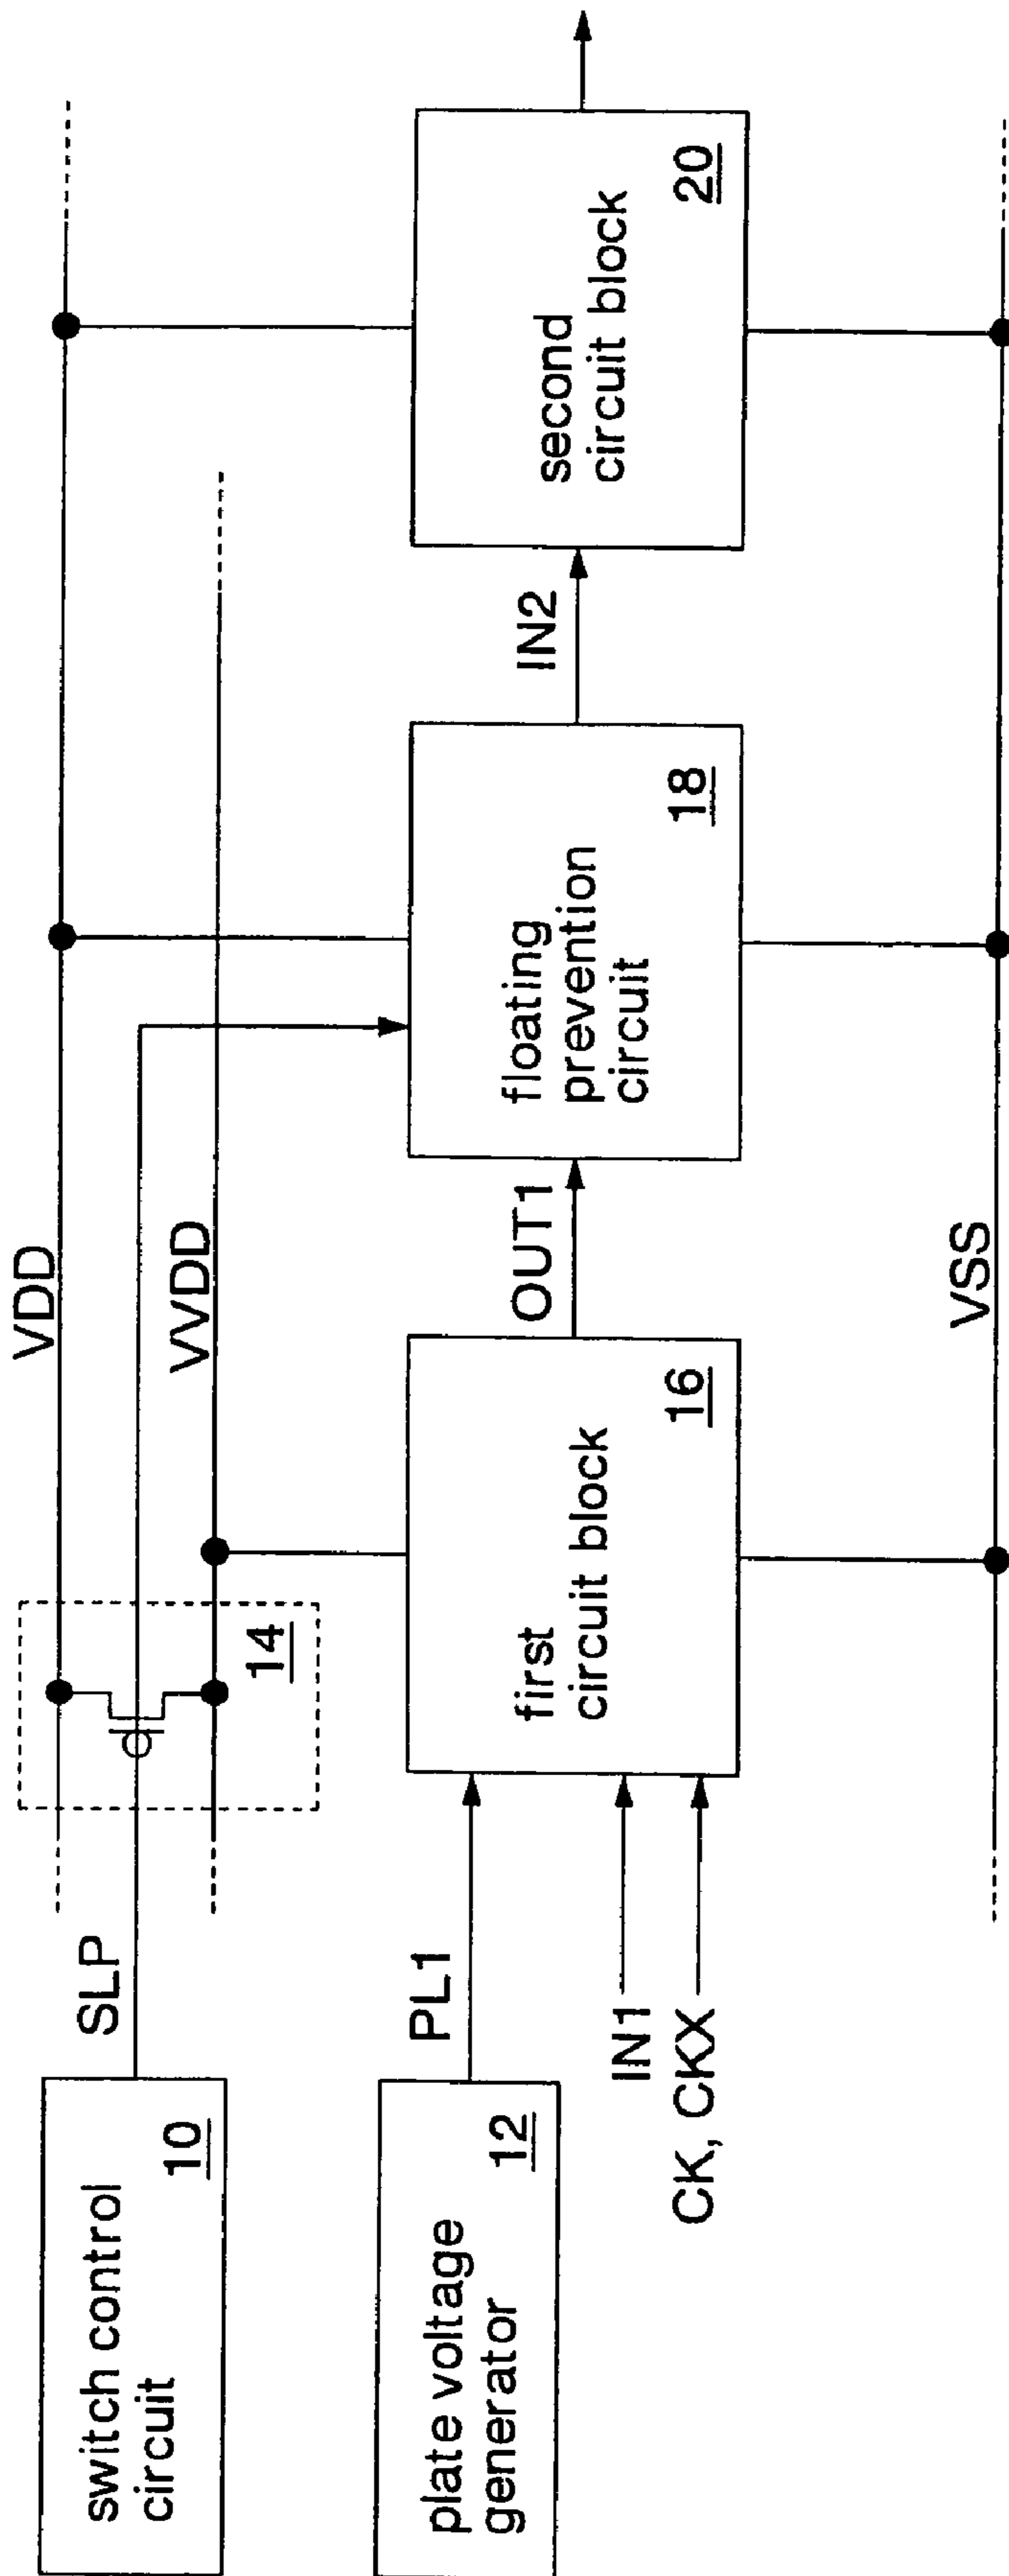 VDD
SLP
VVDD
14
switch control
circuit
10
plate voltage
generator
12
PL1
IN1
CK, CKX
first
circuit block
16
OUT1
floating
prevention
circuit
18
IN2
second
circuit block
20
VSS